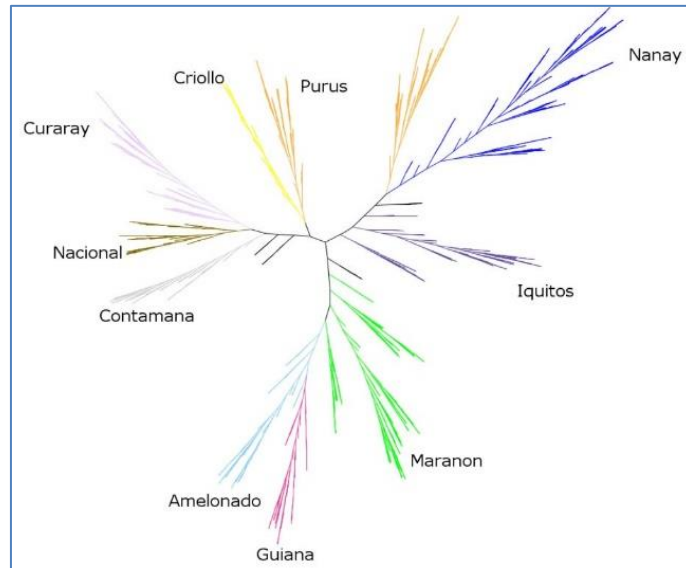 Nanay
Criollo
Purus
Curaray
Nacional
Iquitos
Contamana
Maranon
Amelonado
Guiana